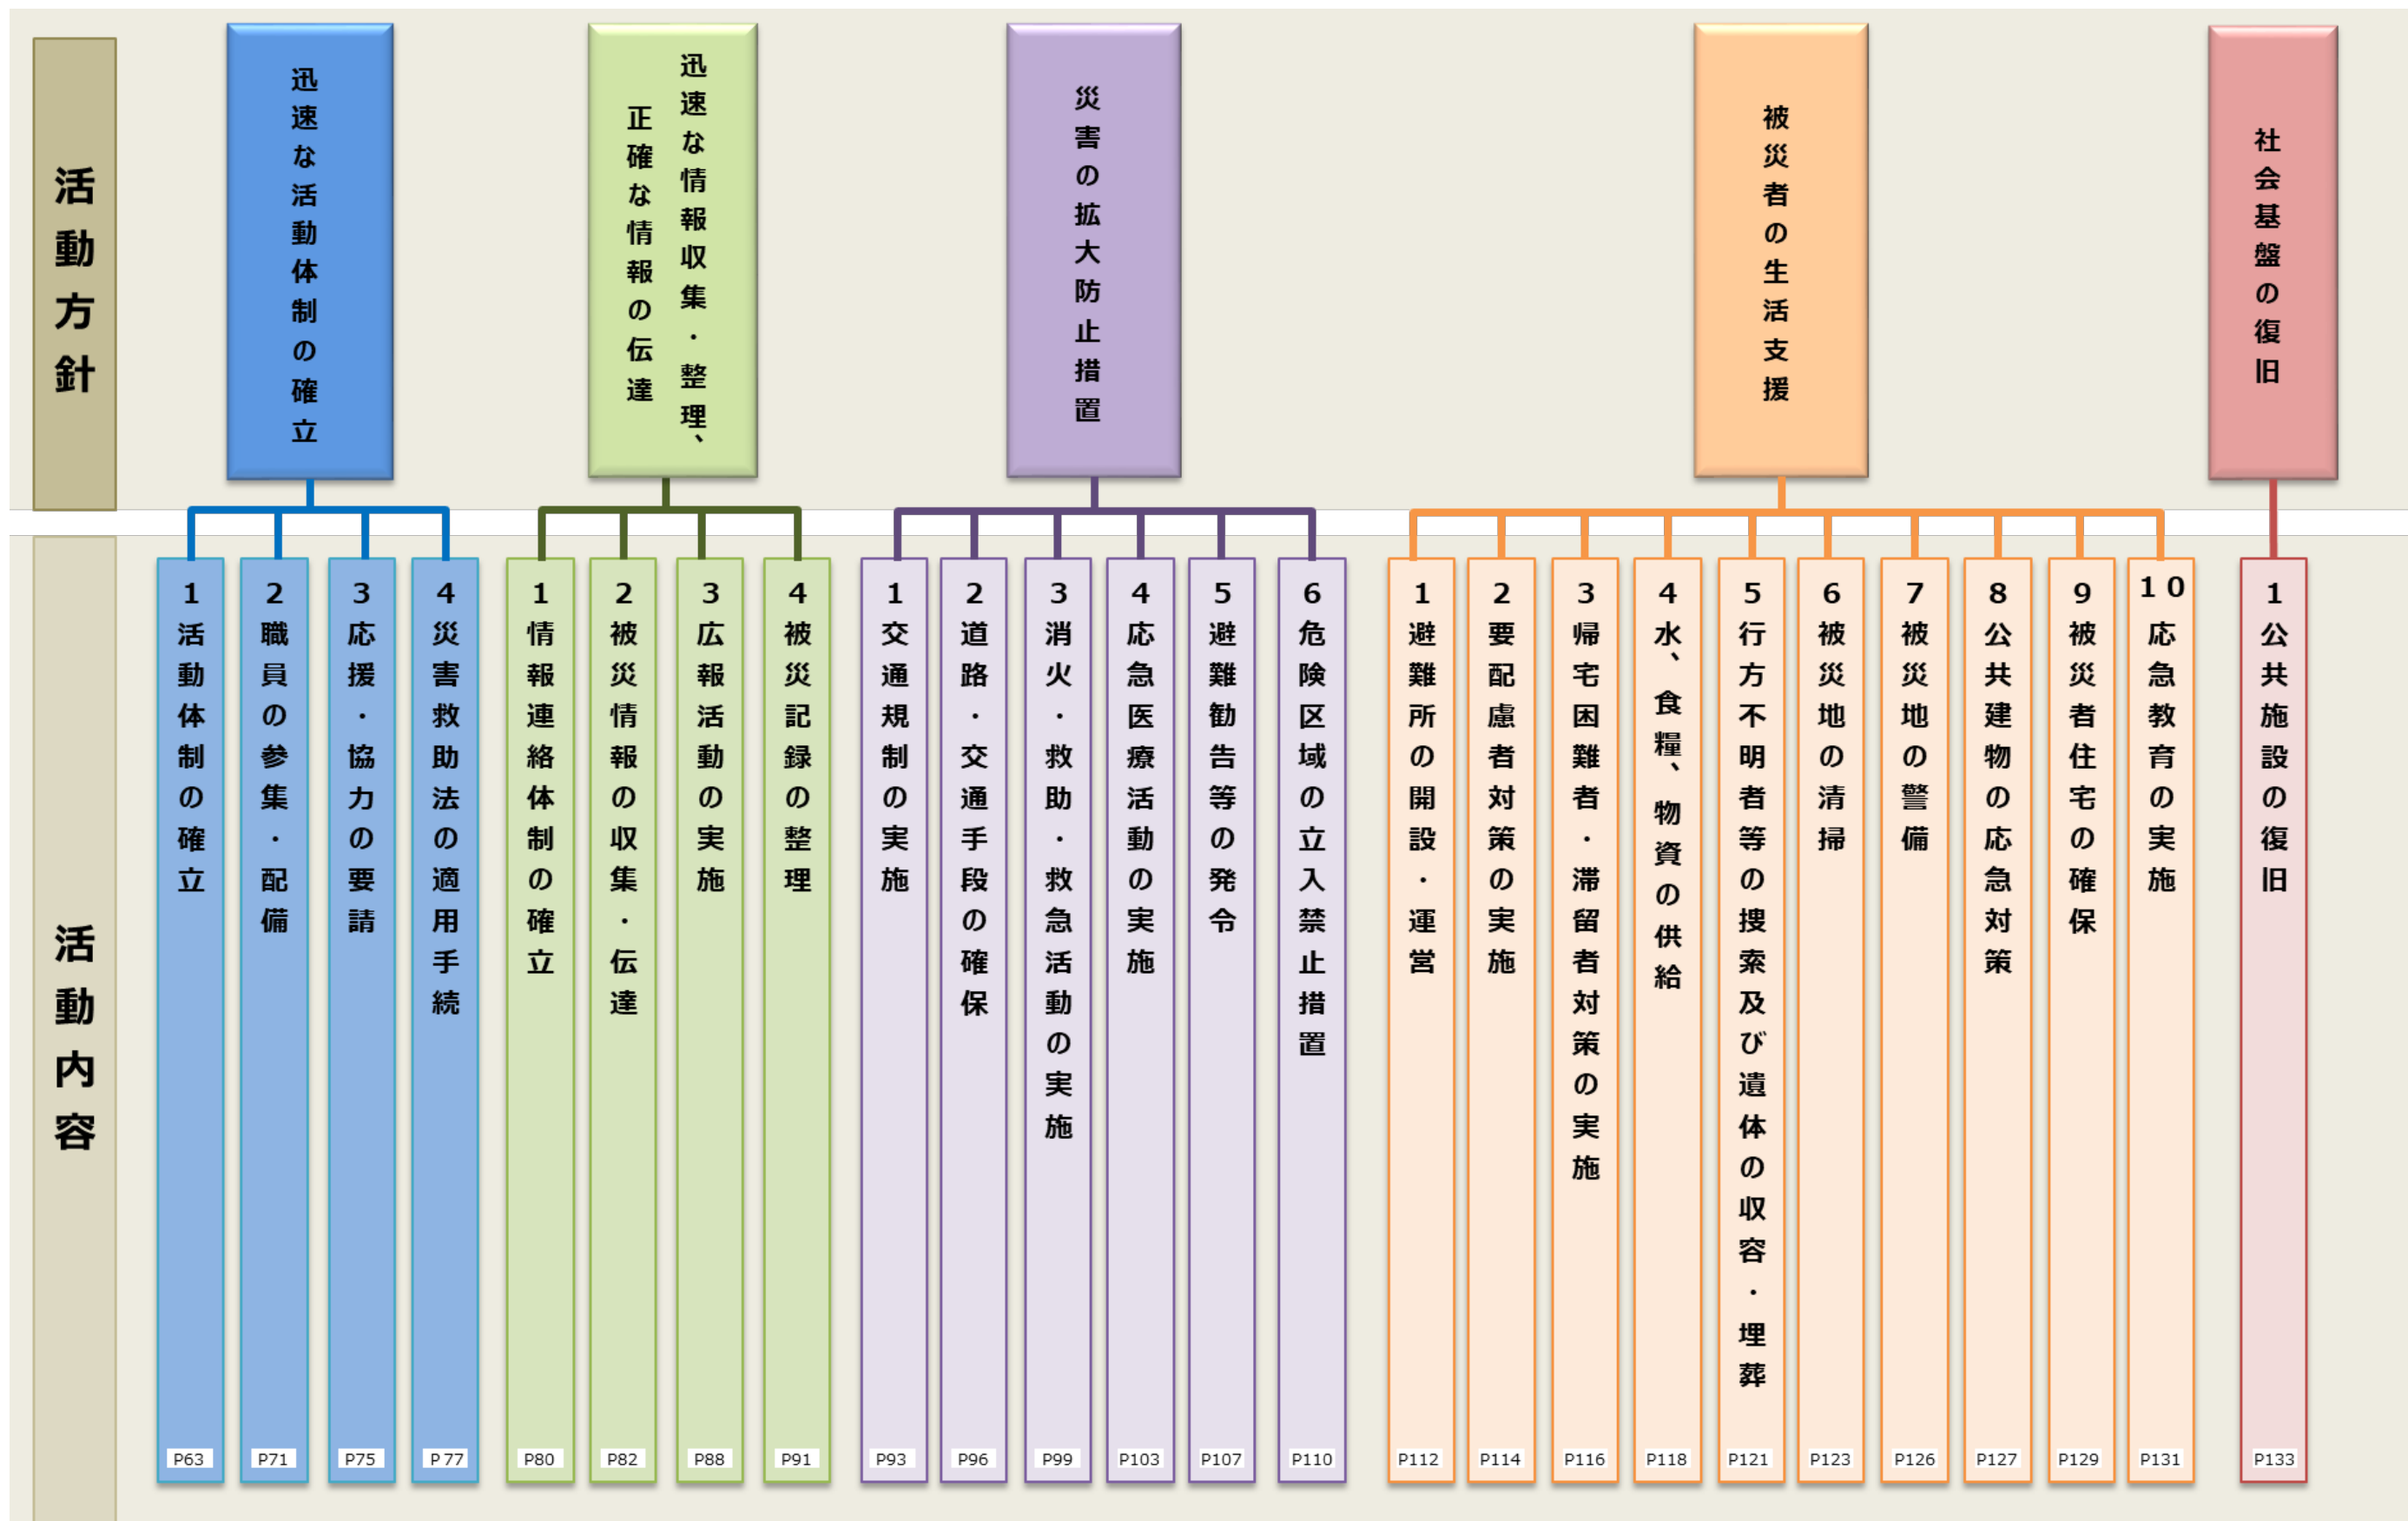 活動方針
迅速な活動体制の確立
迅速な情報収集・整理、
正確な情報の伝達
災害の拡大防止措置
被災者の生活支援
社会基盤の復旧
活動内容
1活動体制の確立
P63
2職員の参集・配備
P71
3応援・協力の要請
P75
4災害救助法の適用手続
P77
1情報連絡体制の確立
P80
2被災情報の収集・伝達
P82
3広報活動の実施
P88
4被災記録の整理
P91
1交通規制の実施
P93
2道路・交通手段の確保
P96
3消火・救助・救急活動の実施
P99
4応急医療活動の実施
P103
5避難勧告等の発令
P107
6危険区域の立入禁止措置
P110
1避難所の開設・運営
P112
2要配慮者対策の実施
P114
3帰宅困難者・滞留者対策の実施
P116
4水、食糧、物資の供給
P118
5行方不明者等の捜索及び遺体の収容・埋葬
P121
6被災地の清掃
P123
7被災地の警備
P126
8公共建物の応急対策
P127
9被災者住宅の確保
P129
10応急教育の実施
P131
1公共施設の復旧
P133